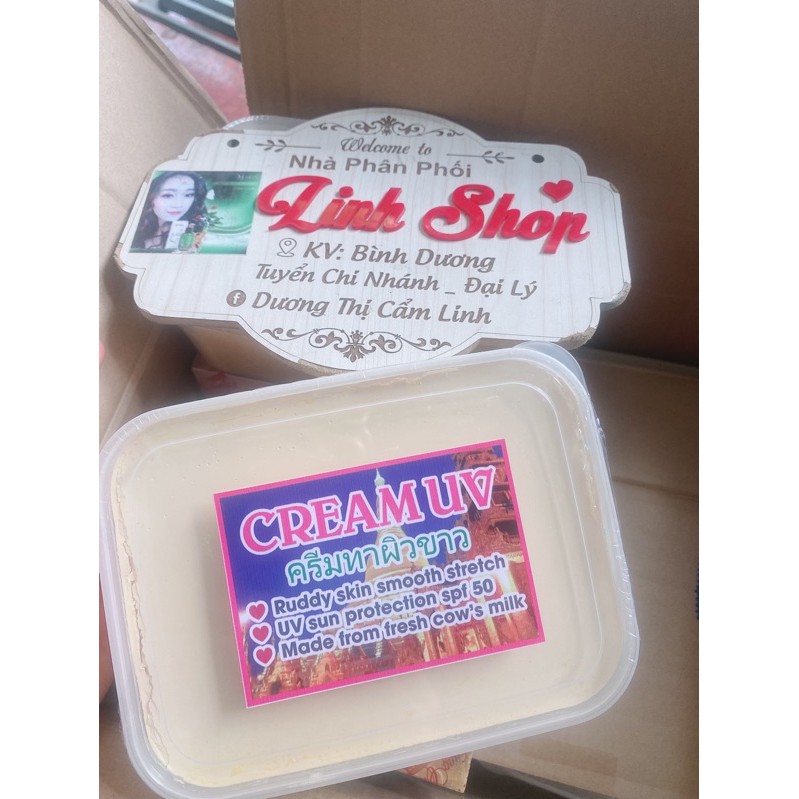 Welcome to
Nhà Phân Phối
Linh Shop
KV: Bình Dương
Tuyển Chi Nhánh _ Đại Lý
Dương Thị Cẩm Linh
CREAM UV
ครีมทาผิวขาว
Ruddy skin smooth stretch
UV sun protection spf 50
Made from fresh cow's milk